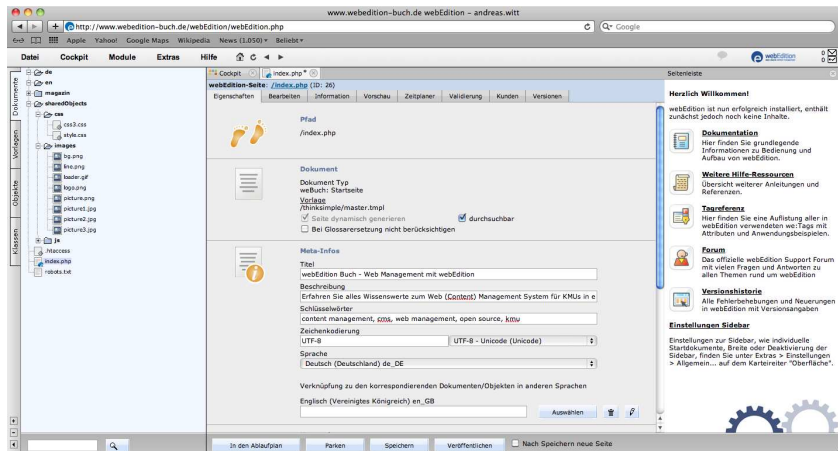 www.webedition-buch.de webEdition - andreas.witt
http://www.webedition-buch.de/webEdition/webEdition.php
Google
Apple Yahoo! Google Maps Wikipedia News (1.050) Beliebt
Datei Cockpit Module Extras Hilfe
webEdition
Dokumente
Vorlagen
Objekte
Klassen
de
en
magazin
sharedObjects
css
css3.css
style.css
images
bg.png
line.png
loader.gif
logo.png
picture.png
picture1.jpg
picture2.jpg
picture3.jpg
js
.htaccess
index.php
robots.txt
Cockpit index.php *
webEdition-Seite: /index.php (ID: 26)
Eigenschaften Bearbeiten Information Vorschau Zeitplaner Validierung Kunden Versionen
Pfad
/index.php
Dokument
Dokument Typ
weBuch: Startseite
Vorlage
/thinksimple/master.tmpl
Seite dynamisch generieren durchsuchbar
Bei Glossarersetzung nicht berücksichtigen
Meta-Infos
Titel
webEdition Buch - Web Management mit webEdition
Beschreibung
Erfahren Sie alles Wissenswerte zum Web (Content) Management System für KMUs in e
Schlüsselwörter
content management, cms, web management, open source, kmu
Zeichenkodierung
UTF-8 UTF-8 - Unicode (Unicode)
Sprache
Deutsch (Deutschland) de_DE
Verknüpfung zu den korrespondierenden Dokumenten/Objekten in anderen Sprachen
Englisch (Vereinigtes Königreich) en_GB
Auswählen
In den Ablaufplan Parken Speichern Veröffentlichen Nach Speichern neue Seite
Seitenleiste
Herzlich Willkommen!
webEdition ist nun erfolgreich installiert, enthält
zunächst jedoch noch keine Inhalte.
Dokumentation
Hier finden Sie grundlegende
Informationen zu Bedienung und
Aufbau von webEdition.
Weitere Hilfe-Ressourcen
Übersicht weiterer Anleitungen und
Referenzen.
Tagreferenz
Hier finden Sie eine Auflistung aller in
webEdition verwendeten we:Tags mit
Attributen und Anwendungsbeispielen.
Forum
Das offizielle webEdition Support Forum
mit vielen Fragen und Antworten zu
allen Themen rund um webEdition
Versionshistorie
Alle Fehlerbehebungen und Neuerungen
in webEdition mit Versionsangaben
Einstellungen Sidebar
Einstellungen zur Sidebar, wie individuelle
Startdokumente, Breite oder Deaktivierung der
Sidebar, finden Sie unter Extras > Einstellungen
> Allgemein... auf dem Karteireiter "Oberfläche".